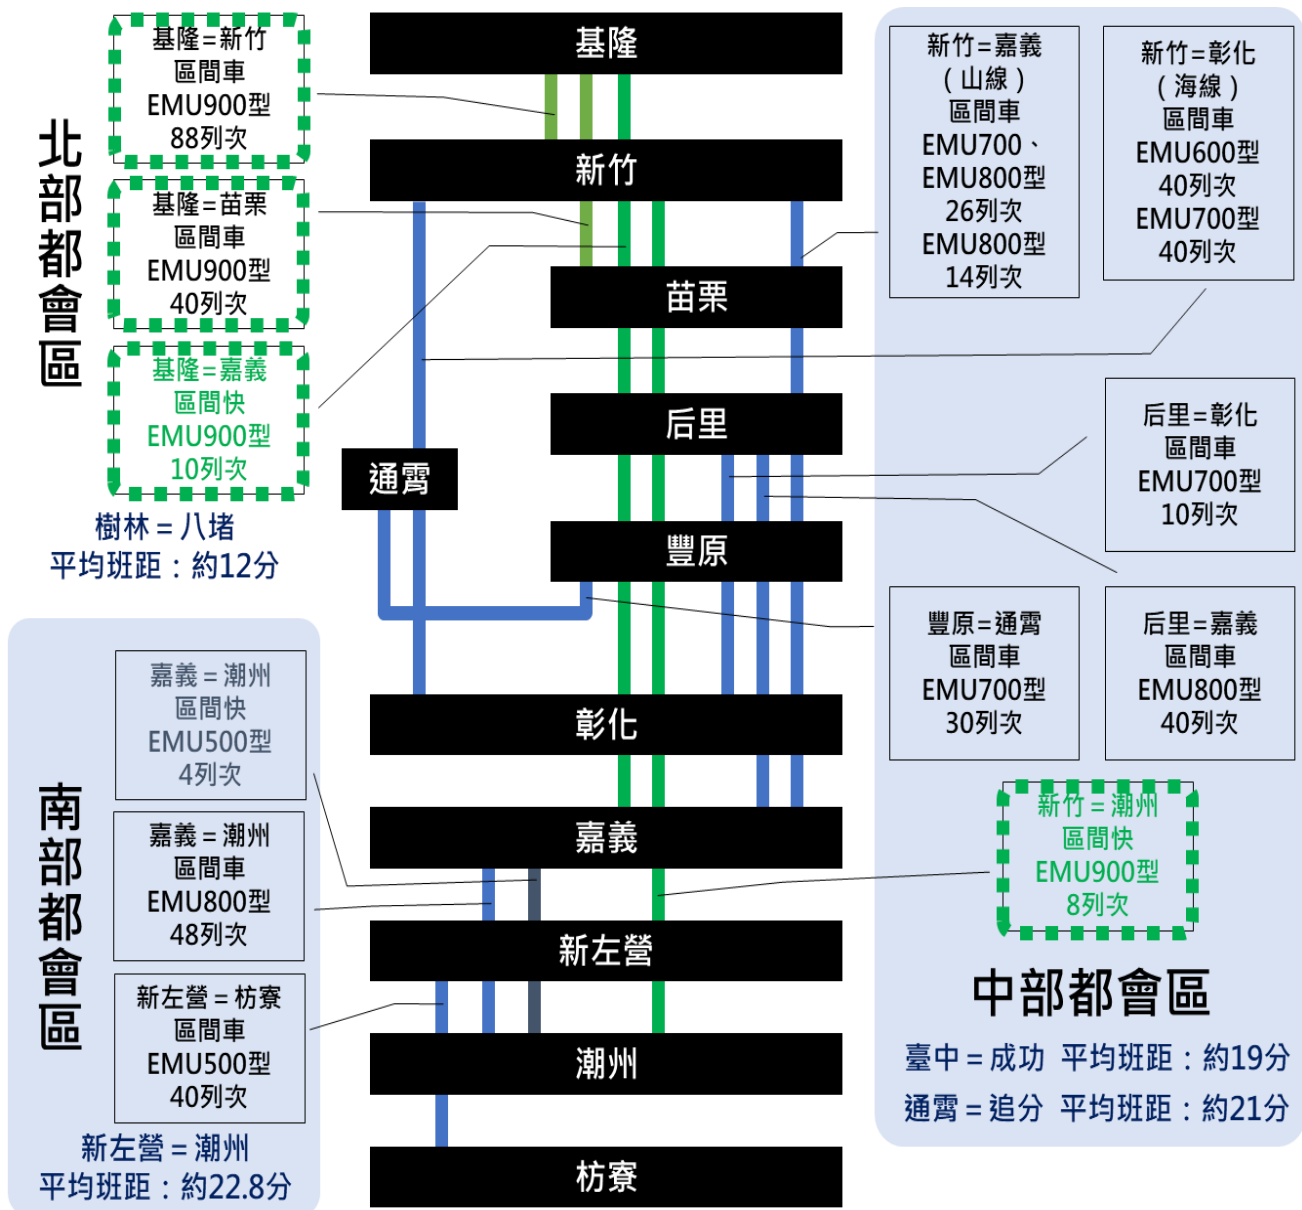 北部都會區
基隆=新竹
區間車
EMU900型
88列次
基隆=苗栗
區間車
EMU900型
40列次
基隆=嘉義
區間快
EMU900型
10列次
樹林=八堵
平均班距：約12分
南部都會區
嘉義=潮州
區間快
EMU500型
4列次
嘉義=潮州
區間車
EMU800型
48列次
新左營=枋寮
區間車
EMU500型
40列次
新左營=潮州
平均班距：約22.8分
基隆
新竹
苗栗
后里
通霄
豐原
彰化
嘉義
新左營
潮州
枋寮
新竹=嘉義
（山線）
區間車
EMU700、
EMU800型
26列次
EMU800型
14列次
新竹=彰化
（海線）
區間車
EMU600型
40列次
EMU700型
40列次
后里=彰化
區間車
EMU700型
10列次
豐原=通霄
區間車
EMU700型
30列次
后里=嘉義
區間車
EMU800型
40列次
新竹=潮州
區間快
EMU900型
8列次
中部都會區
臺中=成功 平均班距：約19分
通霄=追分 平均班距：約21分